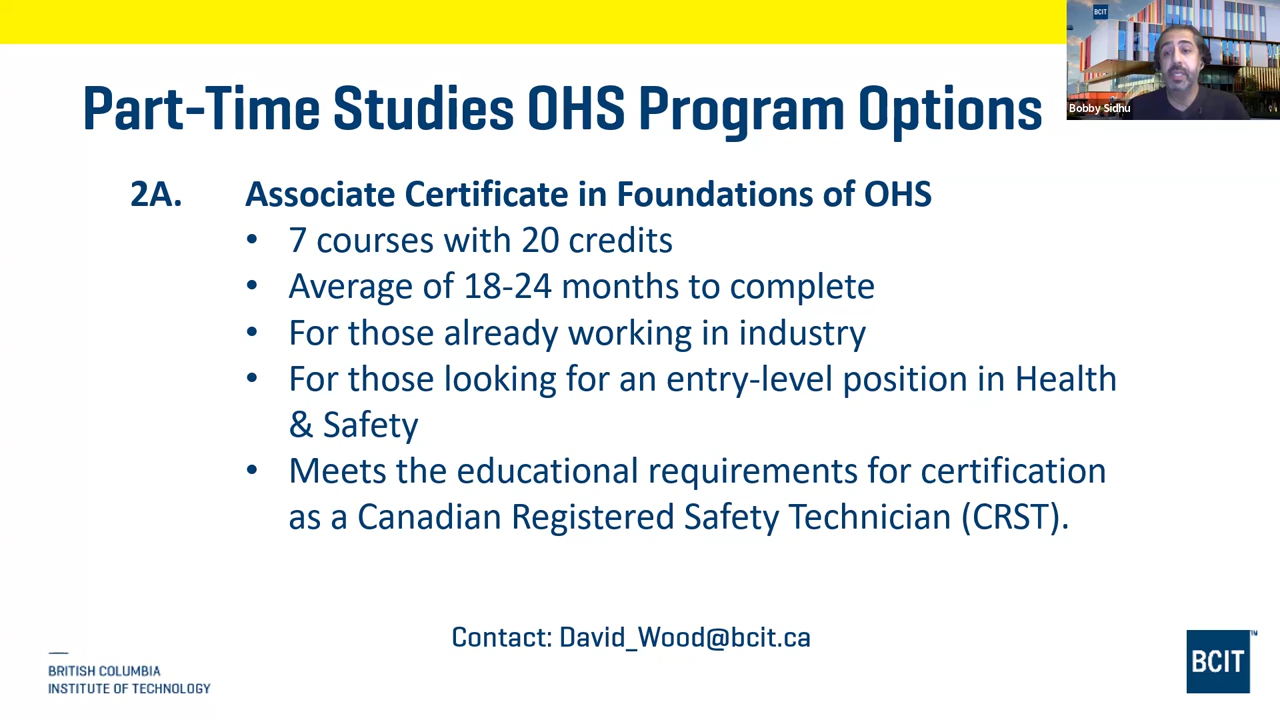 BCIT
Bobby Sidhu
Part-Time Studies OHS Program Options
2A. Associate Certificate in Foundations of OHS
• 7 courses with 20 credits
• Average of 18-24 months to complete
• For those already working in industry
• For those looking for an entry-level position in Health
& Safety
• Meets the educational requirements for certification
as a Canadian Registered Safety Technician (CRST).
Contact: David_Wood@bcit.ca
BRITISH COLUMBIA
INSTITUTE OF TECHNOLOGY
BCIT™